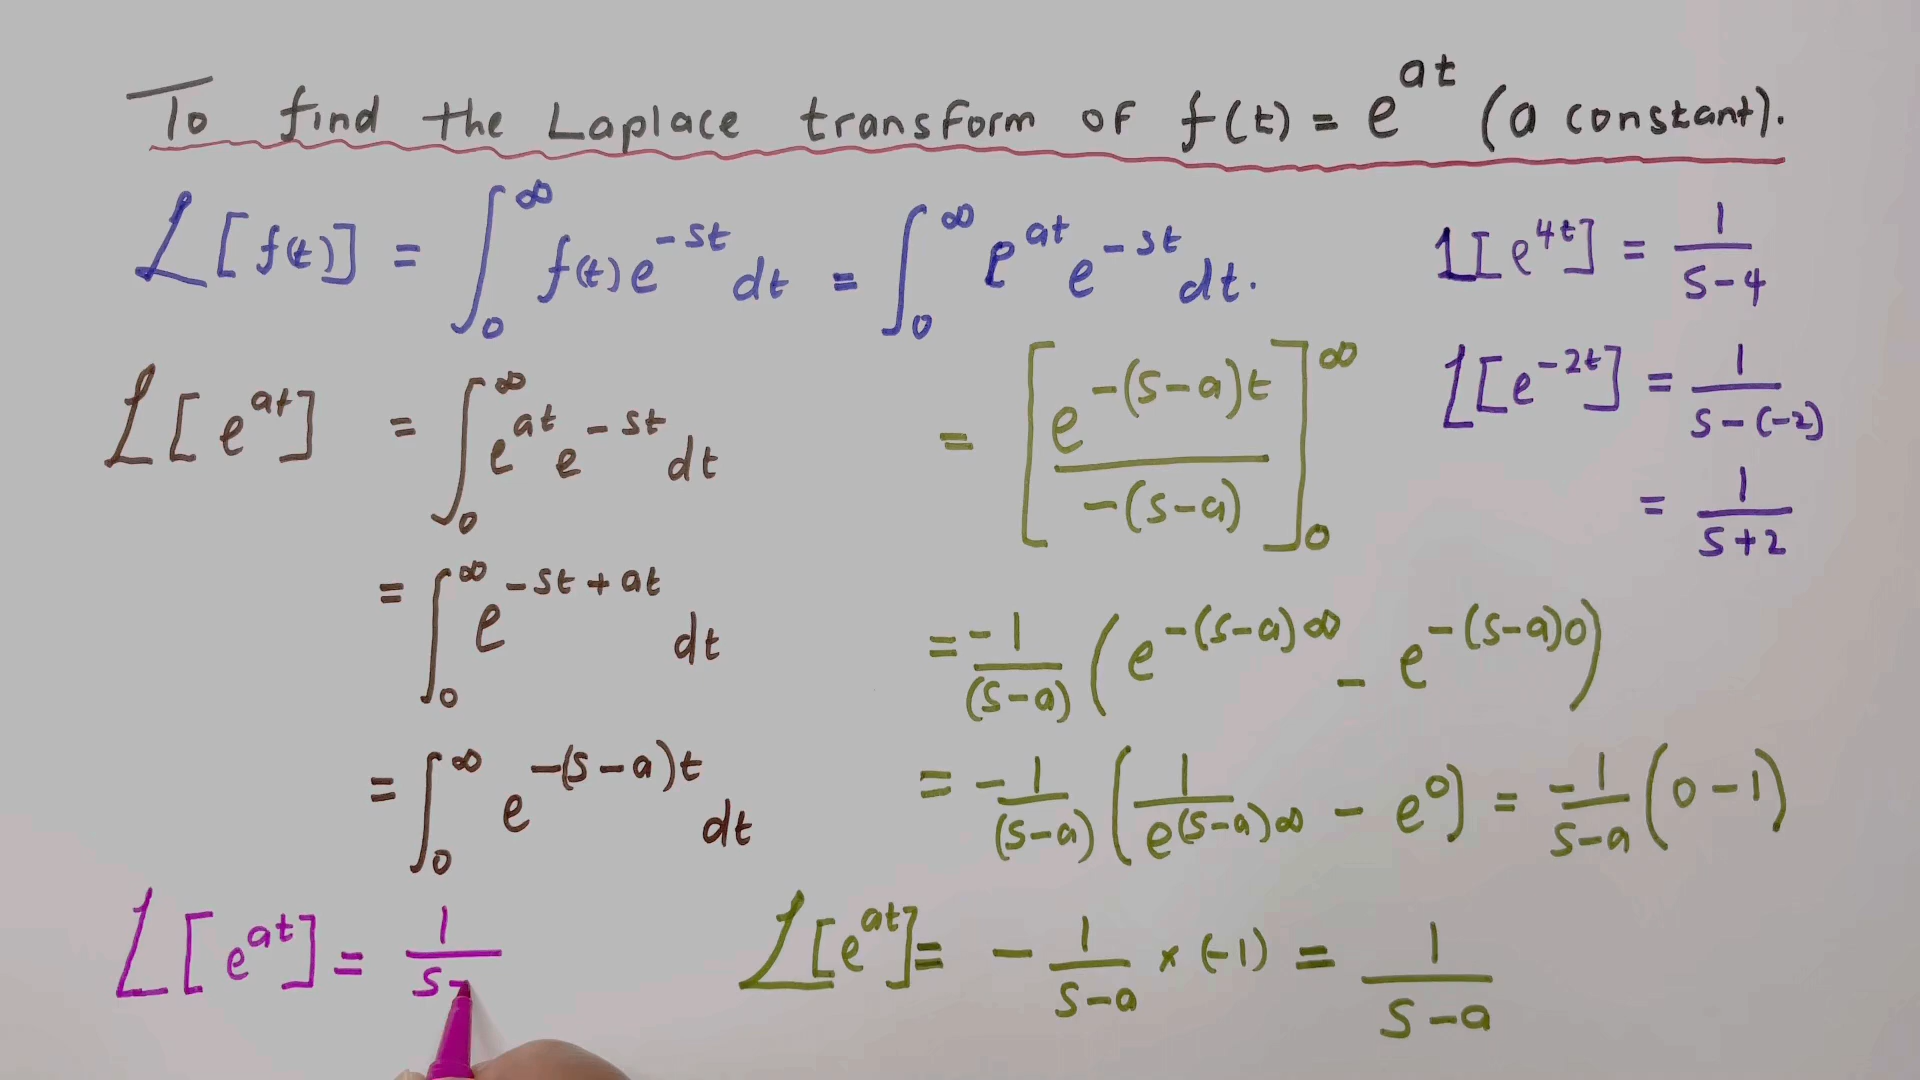 To find the Laplace transform of f(t) = e^{at} (a constant).
L[f(t)] = ∫_0^∞ f(t) e^{-st} dt = ∫_0^∞ e^{at} e^{-st} dt.
L[e^{at}] = ∫_0^∞ e^{at} e^{-st} dt
= ∫_0^∞ e^{-st+at} dt
= ∫_0^∞ e^{-(s-a)t} dt
= [e^{-(s-a)t} / -(s-a)]_0^∞
= -1/(s-a) (e^{-(s-a)∞} - e^{-(s-a)0})
= -1/(s-a) (1/e^{(s-a)∞} - e^0) = -1/s-a (0-1)
L[e^{at}] = - 1/s-a × (-1) = 1/s-a
L[e^{4t}] = 1/s-4
L[e^{-2t}] = 1/s-(-2)
= 1/s+2
L[e^{at}] = 1/s-